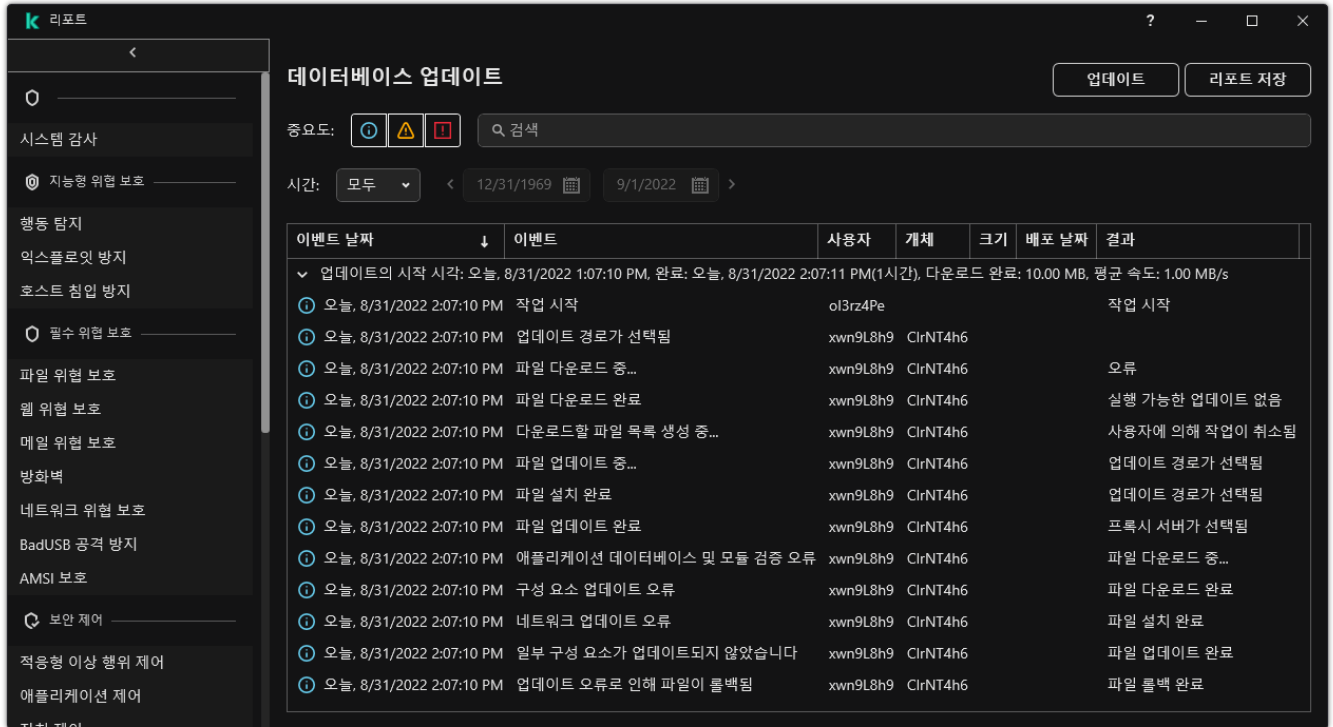 리포트
?
데이터베이스 업데이트
업데이트
리포트 저장
시스템 감사
지능형 위협 보호
행동 탐지
익스플로잇 방지
호스트 침입 방지
필수 위협 보호
파일 위협 보호
웹 위협 보호
메일 위협 보호
방화벽
네트워크 위협 보호
BadUSB 공격 방지
AMSI 보호
보안 제어
적응형 이상 행위 제어
애플리케이션 제어
중요도:
검색
시간: 모두 12/31/1969 9/1/2022
이벤트 날짜 이벤트 사용자 개체 크기 배포 날짜 결과
업데이트의 시작 시각: 오늘, 8/31/2022 1:07:10 PM, 완료: 오늘, 8/31/2022 2:07:11 PM(1시간), 다운로드 완료: 10.00 MB, 평균 속도: 1.00 MB/s
오늘, 8/31/2022 2:07:10 PM 작업 시작 ol3rz4Pe 작업 시작
오늘, 8/31/2022 2:07:10 PM 업데이트 경로가 선택됨 xwn9L8h9 ClrNT4h6
오늘, 8/31/2022 2:07:10 PM 파일 다운로드 중... xwn9L8h9 ClrNT4h6 오류
오늘, 8/31/2022 2:07:10 PM 파일 다운로드 완료 xwn9L8h9 ClrNT4h6 실행 가능한 업데이트 없음
오늘, 8/31/2022 2:07:10 PM 다운로드할 파일 목록 생성 중... xwn9L8h9 ClrNT4h6 사용자에 의해 작업이 취소됨
오늘, 8/31/2022 2:07:10 PM 파일 업데이트 중... xwn9L8h9 ClrNT4h6 업데이트 경로가 선택됨
오늘, 8/31/2022 2:07:10 PM 파일 설치 완료 xwn9L8h9 ClrNT4h6 업데이트 경로가 선택됨
오늘, 8/31/2022 2:07:10 PM 파일 업데이트 완료 xwn9L8h9 ClrNT4h6 프록시 서버가 선택됨
오늘, 8/31/2022 2:07:10 PM 애플리케이션 데이터베이스 및 모듈 검증 오류 xwn9L8h9 ClrNT4h6 파일 다운로드 중...
오늘, 8/31/2022 2:07:10 PM 구성 요소 업데이트 오류 xwn9L8h9 ClrNT4h6 파일 다운로드 완료
오늘, 8/31/2022 2:07:10 PM 네트워크 업데이트 오류 xwn9L8h9 ClrNT4h6 파일 설치 완료
오늘, 8/31/2022 2:07:10 PM 일부 구성 요소가 업데이트되지 않았습니다 xwn9L8h9 ClrNT4h6 파일 업데이트 완료
오늘, 8/31/2022 2:07:10 PM 업데이트 오류로 인해 파일이 롤백됨 xwn9L8h9 ClrNT4h6 파일 롤백 완료